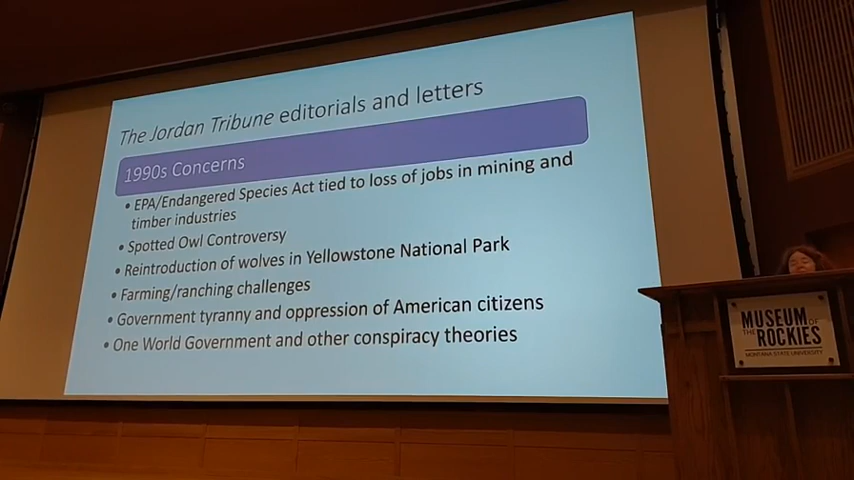 The Jordan Tribune editorials and letters
1990s Concerns
• EPA/Endangered Species Act tied to loss of jobs in mining and
timber industries
• Spotted Owl Controversy
• Reintroduction of wolves in Yellowstone National Park
• Farming/ranching challenges
• Government tyranny and oppression of American citizens
• One World Government and other conspiracy theories
MUSEUM OF
THE ROCKIES
MONTANA STATE UNIVERSITY